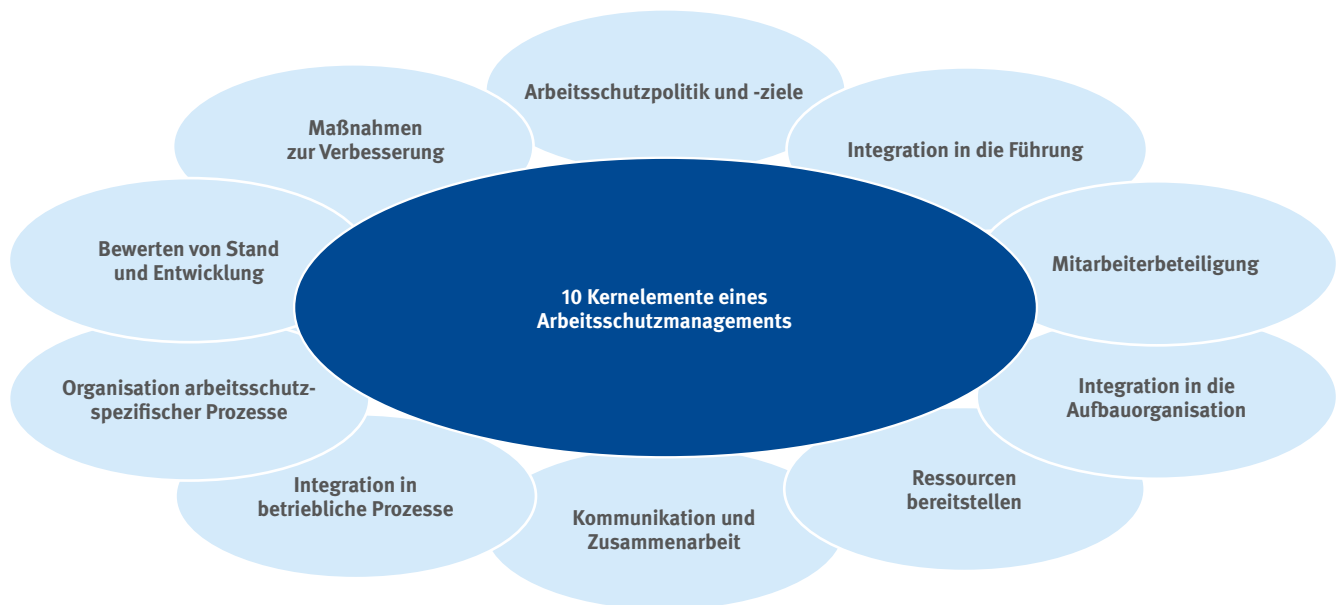 Arbeitsschutzpolitik und -ziele
Integration in die Führung
Mitarbeiterbeteiligung
Integration in die
Aufbauorganisation
Ressourcen
bereitstellen
Kommunikation und
Zusammenarbeit
Integration in
betriebliche Prozesse
Organisation arbeitsschutz-
spezifischer Prozesse
Bewerten von Stand
und Entwicklung
Maßnahmen
zur Verbesserung
10 Kernelemente eines
Arbeitsschutzmanagements